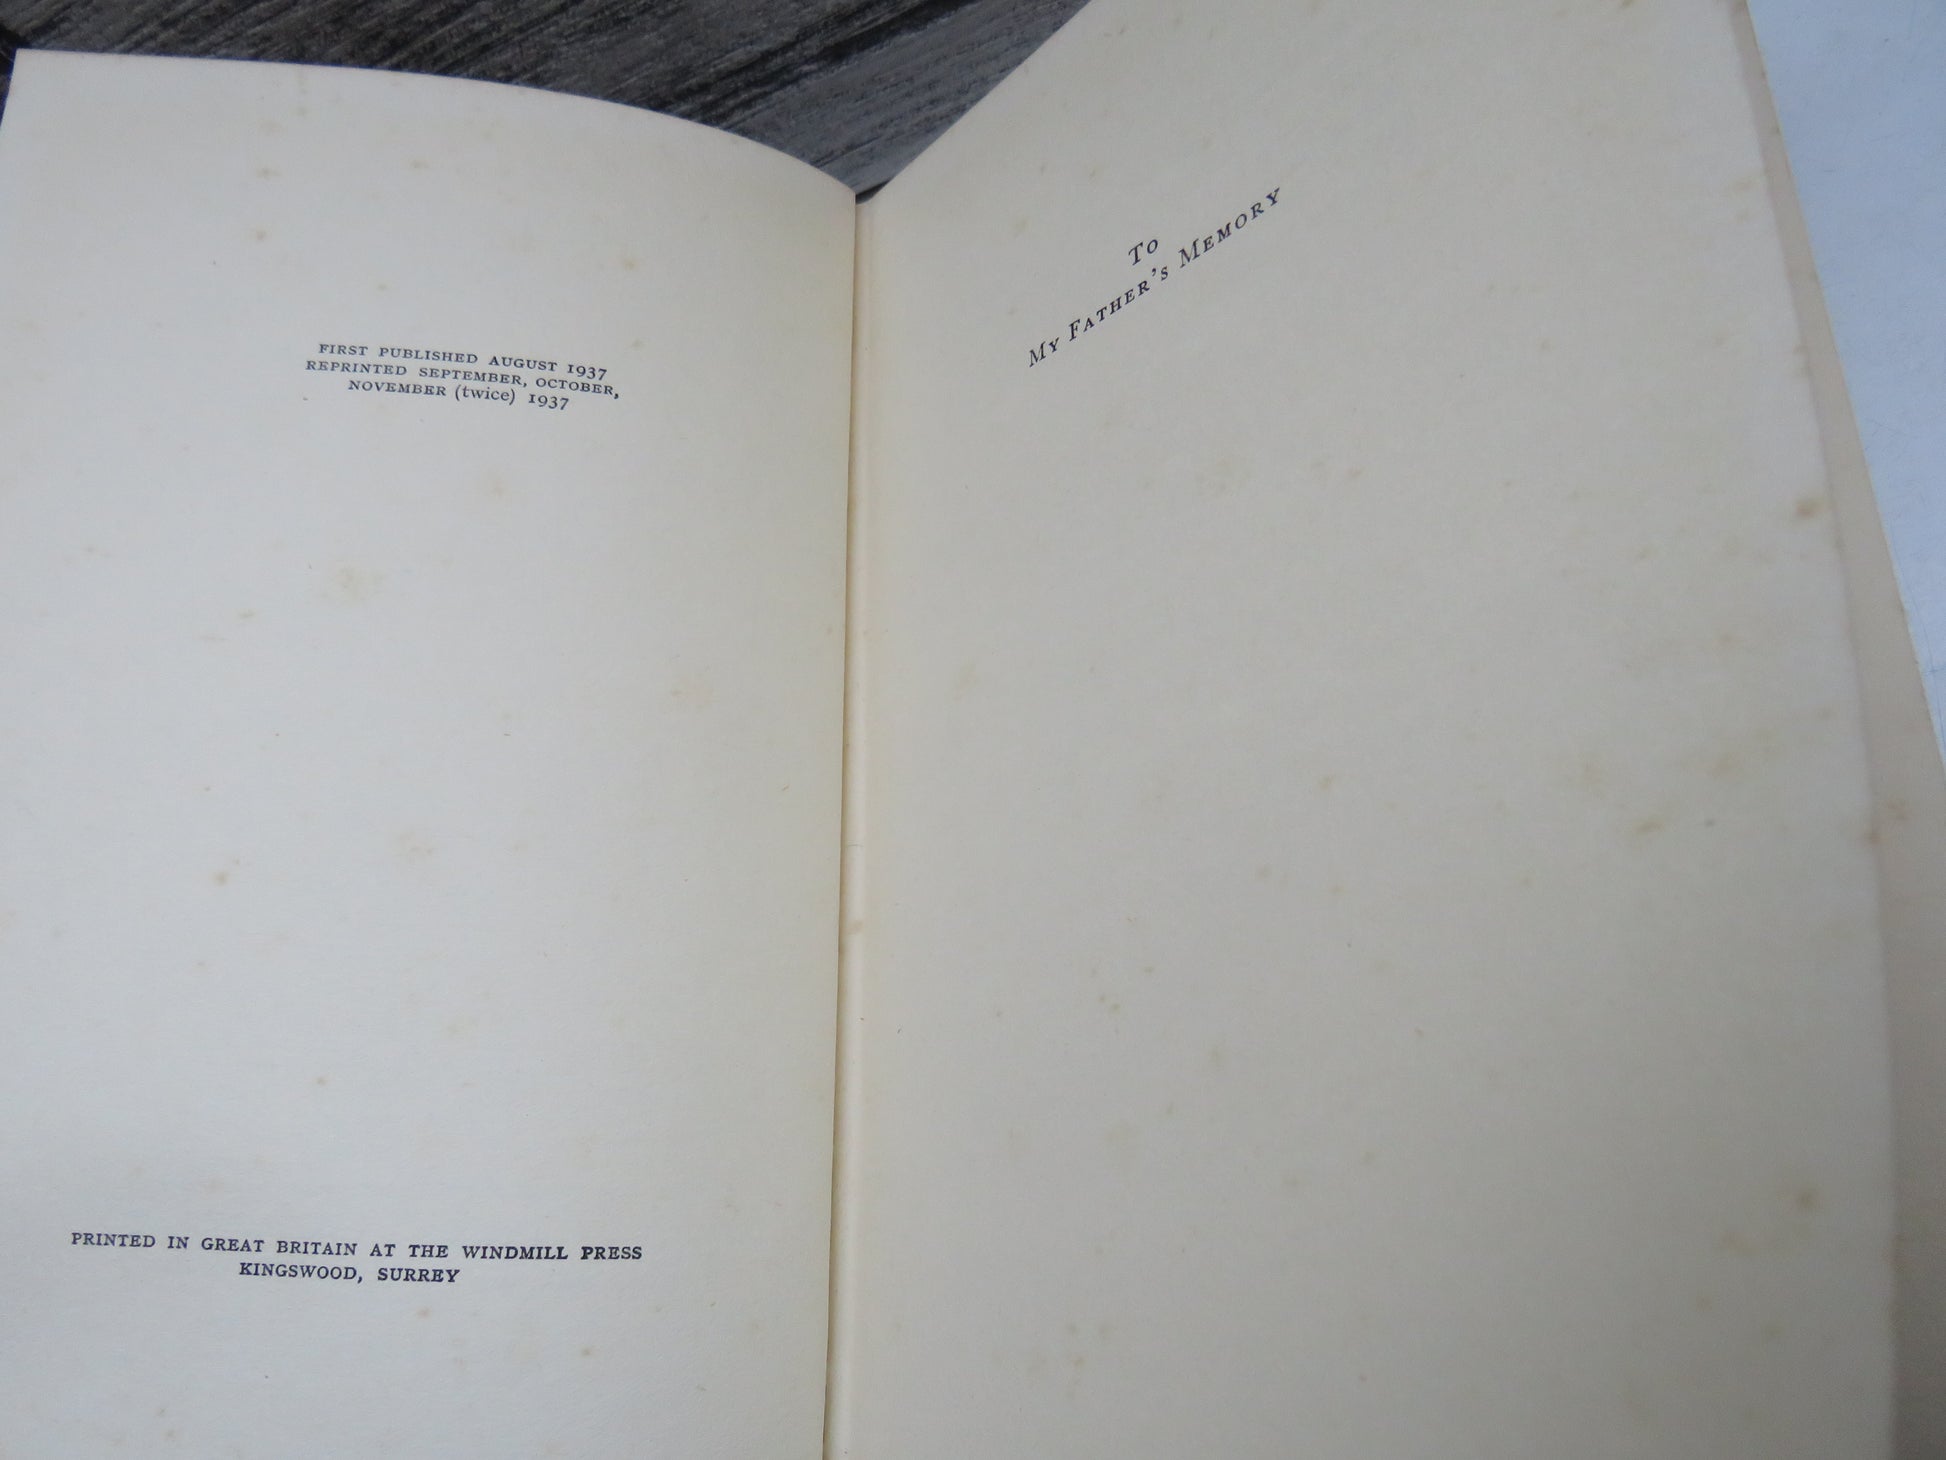 FIRST PUBLISHED AUGUST 1937
REPRINTED SEPTEMBER, OCTOBER,
NOVEMBER (twice) 1937
PRINTED IN GREAT BRITAIN AT THE WINDMILL PRESS
KINGSWOOD, SURREY
TO
MY FATHER'S MEMORY